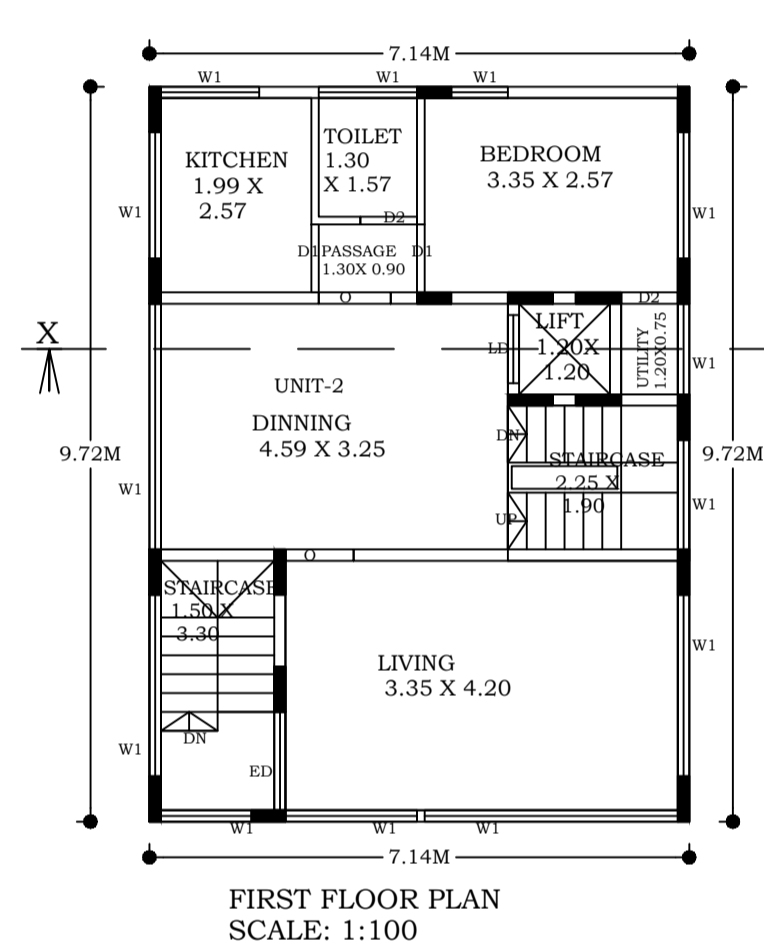 7.14M
W1
W1
W1
KITCHEN
1.99 X
2.57
TOILET
1.30
X 1.57
BEDROOM
3.35 X 2.57
W1
W1
D2
D1
PASSAGE
1.30X 0.90
D1
O
D2
X
LIFT
1.20X
1.20
LD
UTILITY
1.20X0.75
W1
UNIT-2
DINNING
4.59 X 3.25
9.72M
9.72M
DN
STAIRCASE
2.25 X
1.90
UP
W1
W1
O
STAIRCASE
1.50 X
3.30
W1
LIVING
3.35 X 4.20
DN
W1
ED
W1
W1
W1
7.14M
FIRST FLOOR PLAN
SCALE: 1:100